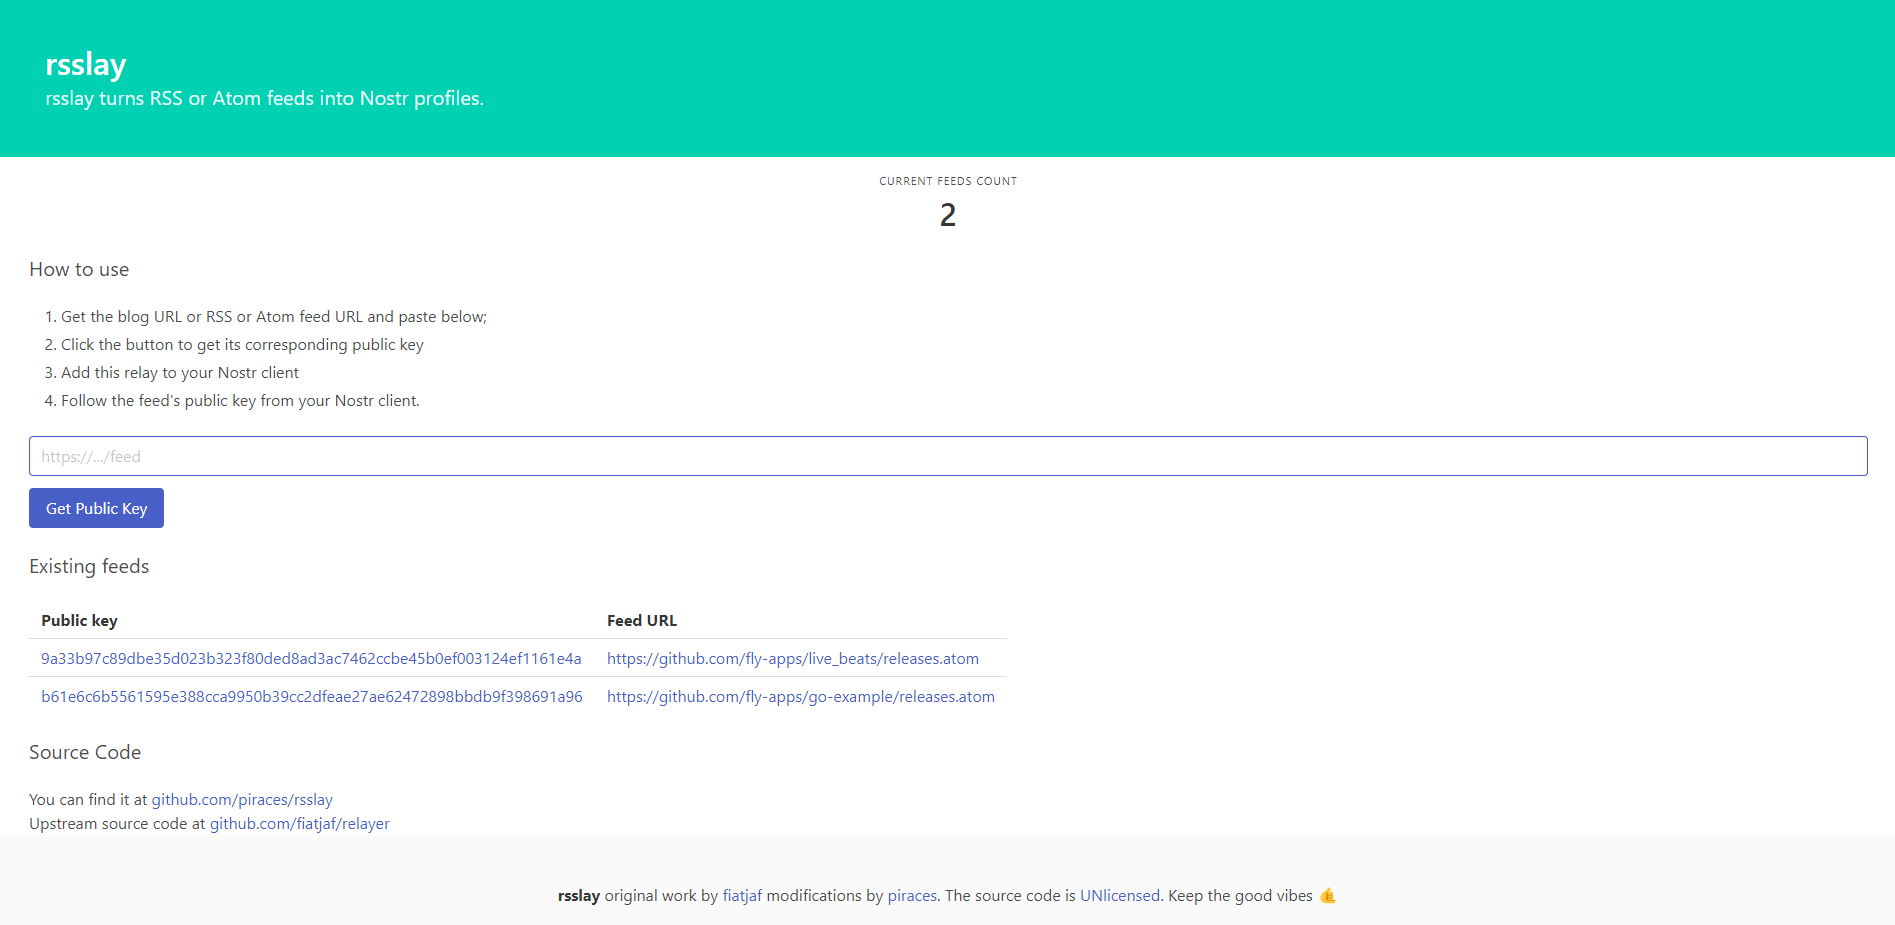 rsslay
rsslay turns RSS or Atom feeds into Nostr profiles.
CURRENT FEEDS COUNT
2
How to use
1. Get the blog URL or RSS or Atom feed URL and paste below;
2. Click the button to get its corresponding public key
3. Add this relay to your Nostr client
4. Follow the feed's public key from your Nostr client.
https://.../feed
Get Public Key
Existing feeds
Public key Feed URL
9a33b97c89dbe35d023b323f80ded8ad3ac7462ccbe45b0ef003124ef1161e4a https://github.com/fly-apps/live_beats/releases.atom
b61e6c6b5561595e388cca9950b39cc2dfeae27ae62472898bbdb9f398691a96 https://github.com/fly-apps/go-example/releases.atom
Source Code
You can find it at github.com/piraces/rsslay
Upstream source code at github.com/fiatjaf/relayer
rsslay original work by fiatjaf modifications by piraces. The source code is UNlicensed. Keep the good vibes 🤙